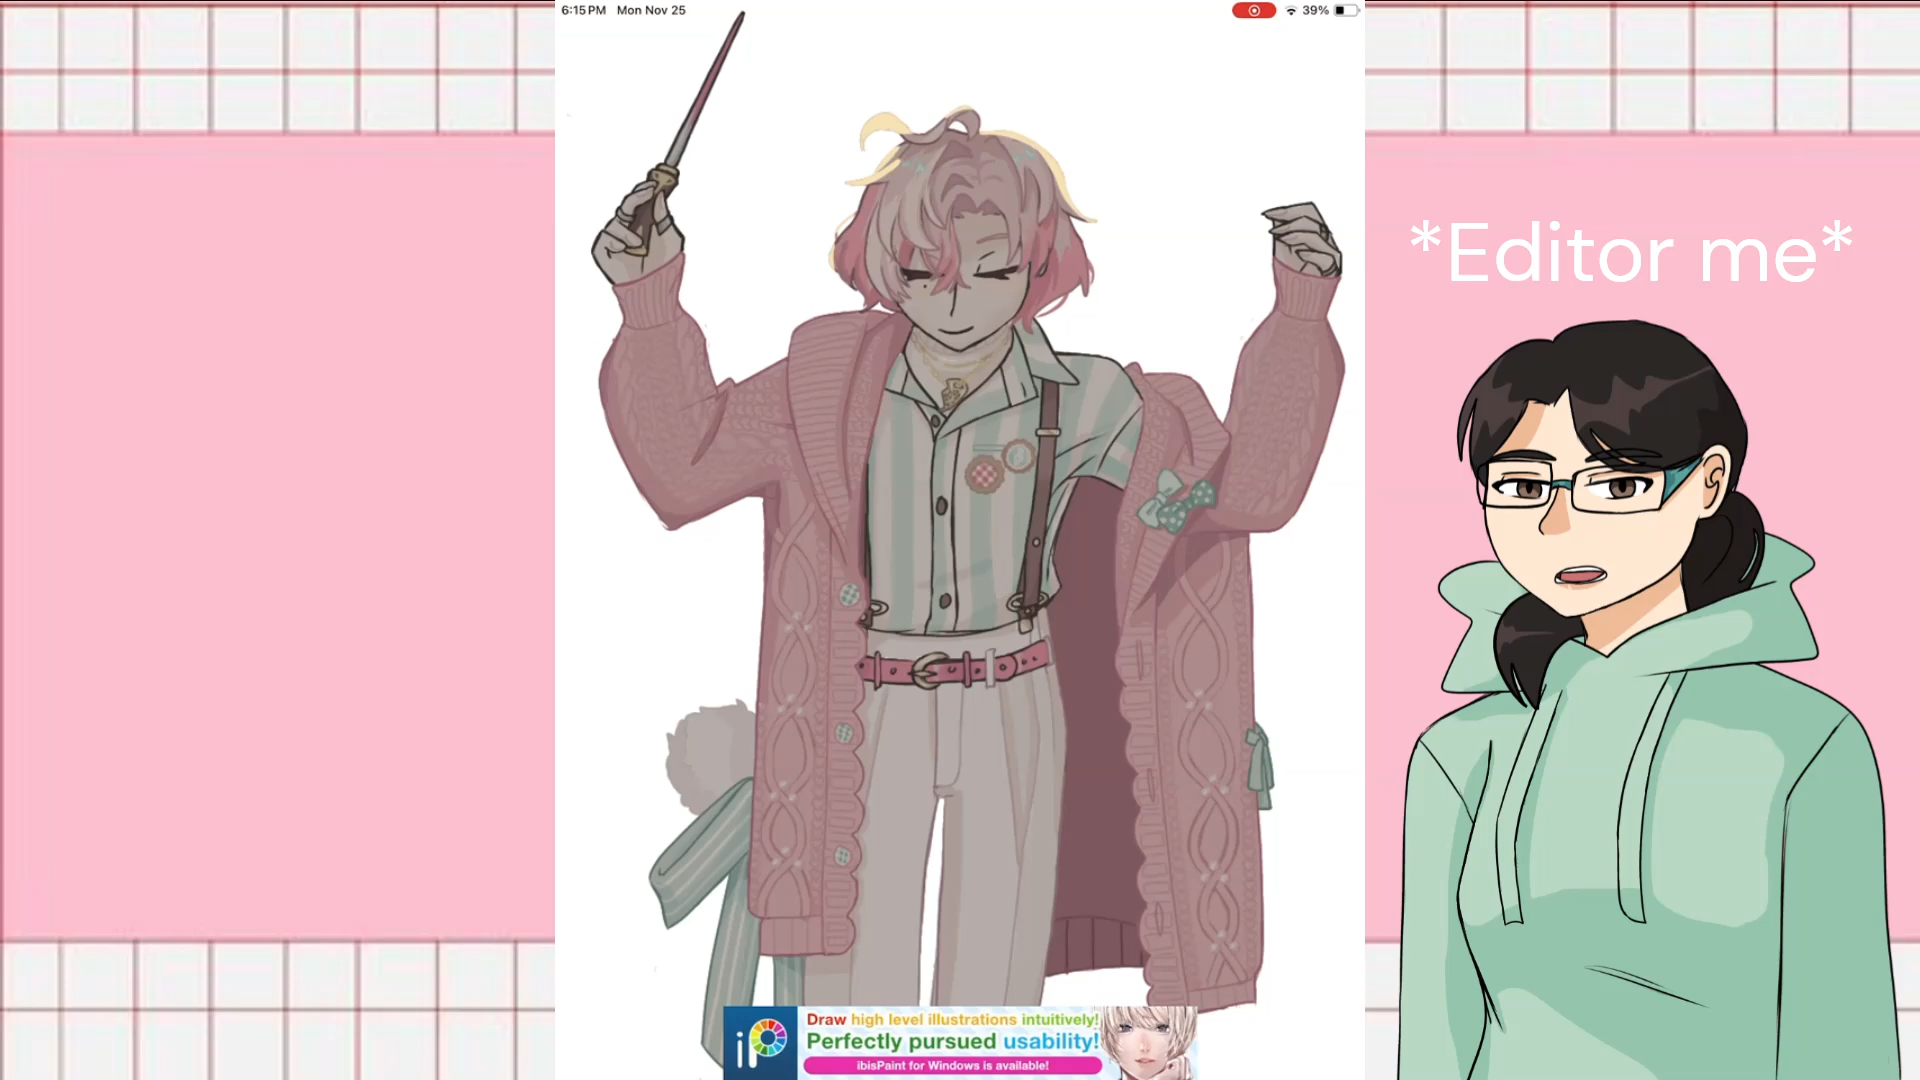 6:15 PM Mon Nov 25
39%
*Editor me*
iP
Draw high level illustrations intuitively!
Perfectly pursued usability!
ibisPaint for Windows is available!